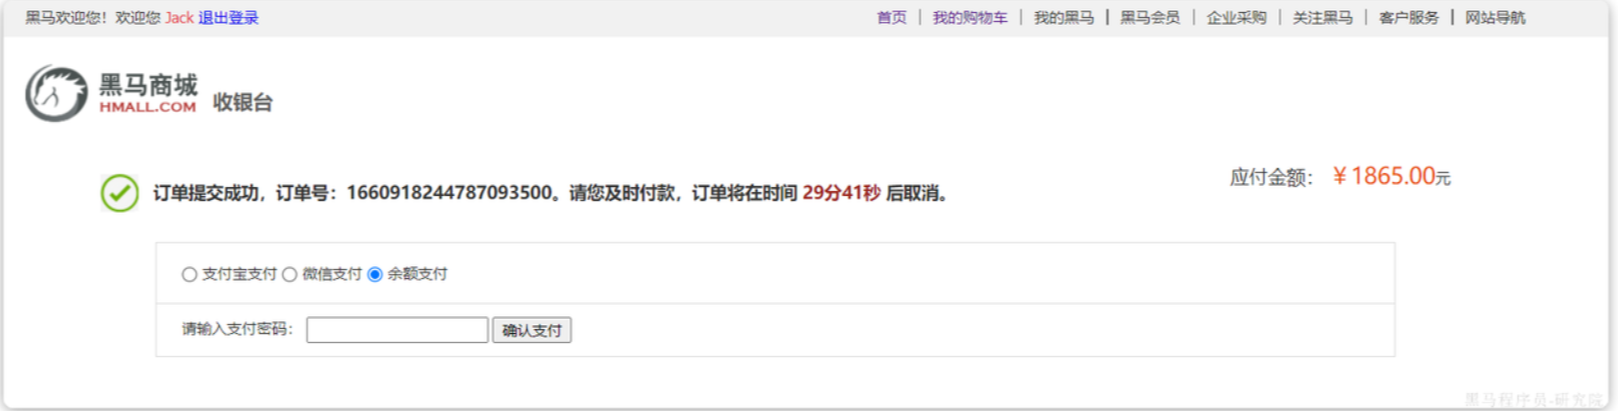 黑马欢迎您！欢迎您 Jack 退出登录 首页 | 我的购物车 | 我的黑马 | 黑马会员 | 企业采购 | 关注黑马 | 客户服务 | 网站导航
黑马商城
HMALL.COM
收银台
应付金额： ￥1865.00元
订单提交成功，订单号：1660918244787093500。请您及时付款，订单将在时间 29分41秒 后取消。
支付宝支付 微信支付 余额支付
请输入支付密码： 确认支付
黑马程序员-研究院